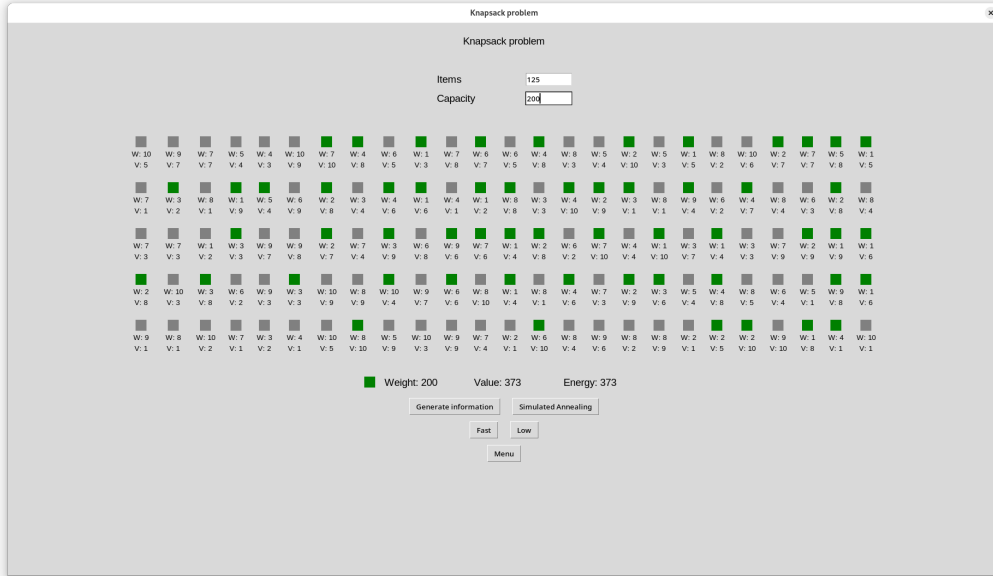 Knapsack problem
Knapsack problem
Items 125
Capacity 200
W: 10 W: 9 W: 7 W: 5 W: 4 W: 10 W: 7 W: 4 W: 6 W: 1 W: 7 W: 6 W: 6 W: 4 W: 8 W: 5 W: 2 W: 5 W: 1 W: 8 W: 10 W: 2 W: 7 W: 5 W: 1
V: 5 V: 7 V: 7 V: 4 V: 3 V: 9 V: 10 V: 8 V: 5 V: 3 V: 8 V: 7 V: 5 V: 8 V: 3 V: 4 V: 10 V: 3 V: 5 V: 2 V: 6 V: 7 V: 7 V: 8 V: 5
W: 7 W: 3 W: 8 W: 1 W: 5 W: 6 W: 2 W: 3 W: 4 W: 1 W: 4 W: 1 W: 8 W: 3 W: 4 W: 2 W: 3 W: 8 W: 9 W: 6 W: 4 W: 8 W: 6 W: 2 W: 8
V: 1 V: 2 V: 1 V: 9 V: 4 V: 9 V: 8 V: 4 V: 6 V: 6 V: 1 V: 2 V: 8 V: 3 V: 10 V: 9 V: 1 V: 1 V: 4 V: 2 V: 7 V: 4 V: 3 V: 8 V: 4
W: 7 W: 7 W: 1 W: 3 W: 9 W: 9 W: 2 W: 7 W: 3 W: 6 W: 9 W: 7 W: 1 W: 2 W: 6 W: 7 W: 4 W: 1 W: 3 W: 1 W: 3 W: 7 W: 2 W: 1 W: 1
V: 3 V: 3 V: 2 V: 3 V: 7 V: 8 V: 7 V: 4 V: 9 V: 8 V: 6 V: 6 V: 4 V: 8 V: 2 V: 10 V: 4 V: 10 V: 7 V: 4 V: 3 V: 9 V: 9 V: 9 V: 6
W: 2 W: 10 W: 3 W: 6 W: 9 W: 3 W: 10 W: 8 W: 10 W: 9 W: 6 W: 8 W: 1 W: 8 W: 4 W: 7 W: 2 W: 3 W: 5 W: 4 W: 8 W: 6 W: 5 W: 9 W: 1
V: 8 V: 3 V: 8 V: 2 V: 3 V: 3 V: 9 V: 9 V: 4 V: 7 V: 6 V: 10 V: 4 V: 1 V: 6 V: 3 V: 9 V: 6 V: 4 V: 8 V: 5 V: 4 V: 1 V: 8 V: 6
W: 9 W: 8 W: 10 W: 7 W: 3 W: 4 W: 10 W: 8 W: 5 W: 10 W: 9 W: 7 W: 2 W: 6 W: 8 W: 9 W: 8 W: 8 W: 2 W: 2 W: 2 W: 10 W: 1 W: 4 W: 10
V: 1 V: 1 V: 2 V: 1 V: 2 V: 1 V: 5 V: 10 V: 9 V: 3 V: 9 V: 4 V: 1 V: 10 V: 4 V: 6 V: 2 V: 9 V: 1 V: 5 V: 10 V: 10 V: 8 V: 1 V: 1
Weight: 200 Value: 373 Energy: 373
Generate information Simulated Annealing
Fast Low
Menu